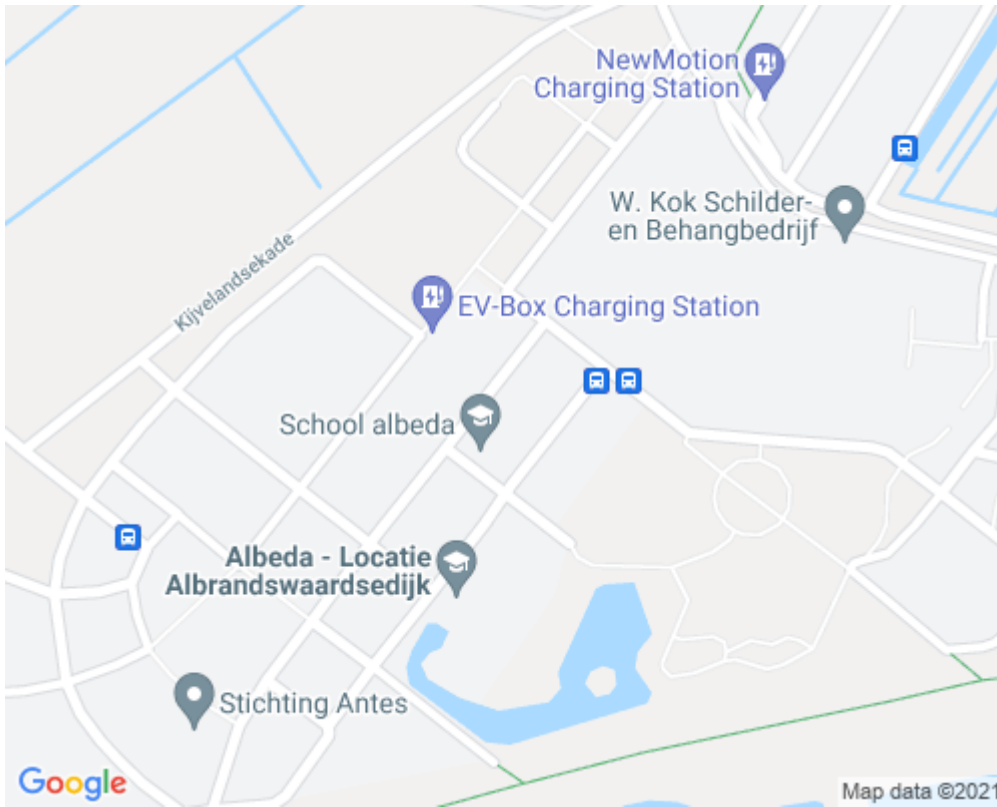 NewMotion
Charging Station
W. Kok Schilder-
en Behangbedrijf
Kijvelandsekade
EV-Box Charging Station
School albeda
Albeda - Locatie
Albrandswaardsedijk
Stichting Antes
Google
Map data ©2021